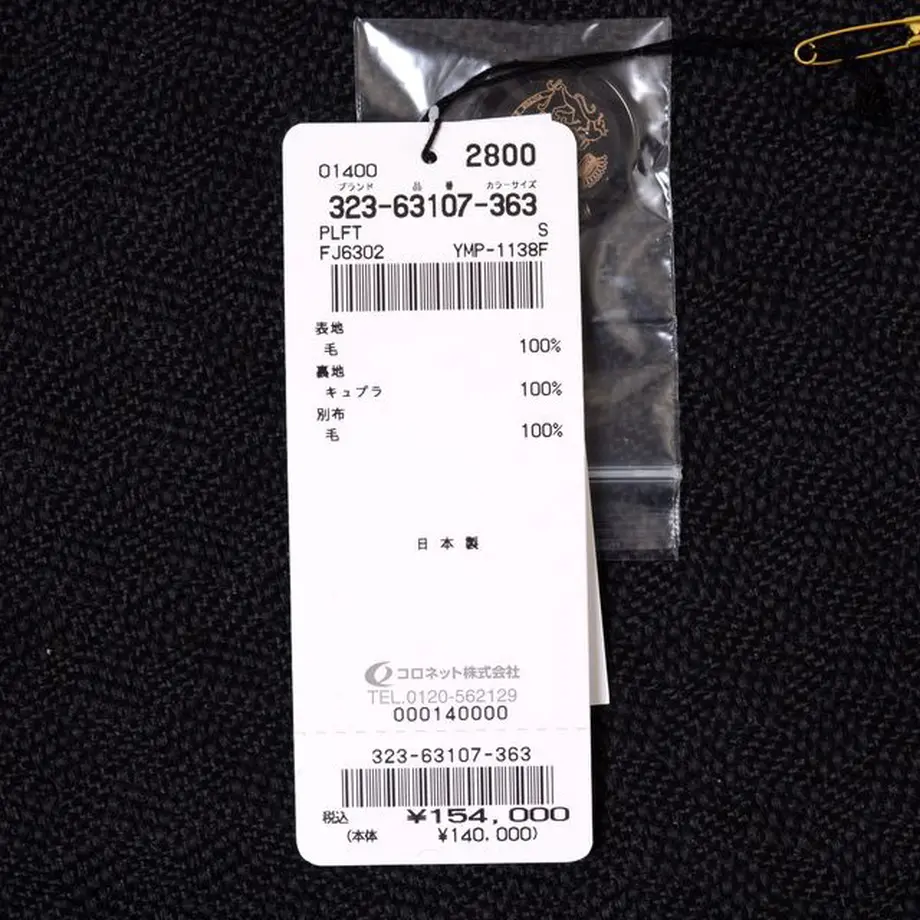 01400 2800
ブランド 品 番 カラーサイズ
323-63107-363
PLFT S
FJ6302 YMP-1138F
表地
毛 100%
裏地
キュプラ 100%
別布
毛 100%
日本製
コロネット株式会社
TEL.0120-562129
000140000
323-63107-363
税込 ¥154,000
(本体 ¥140,000)